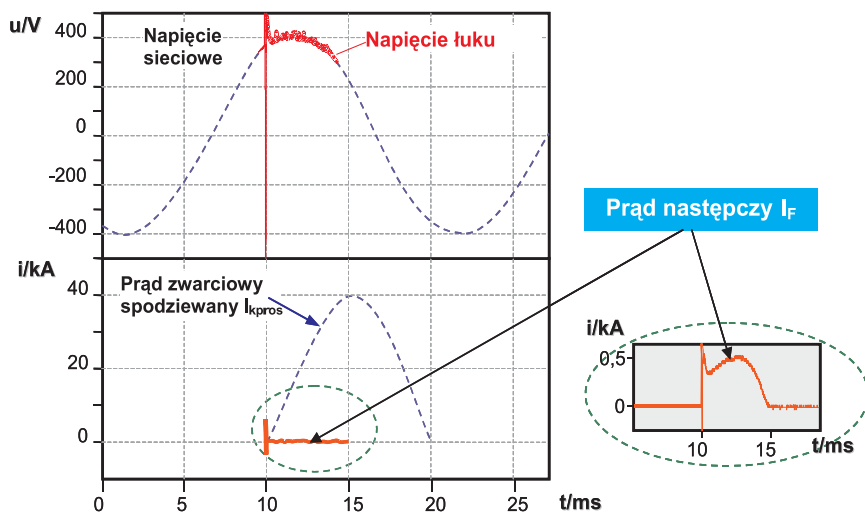 u/V
400
200
0
-200
-400
Napięcie
sieciowe
Napięcie łuku
Prąd następczy IF
i/kA
40
20
0
Prąd zwarciowy
spodziewany Ikpros
0
5
10
15
20
25
t/ms
i/kA
0,5
0
10
15
t/ms